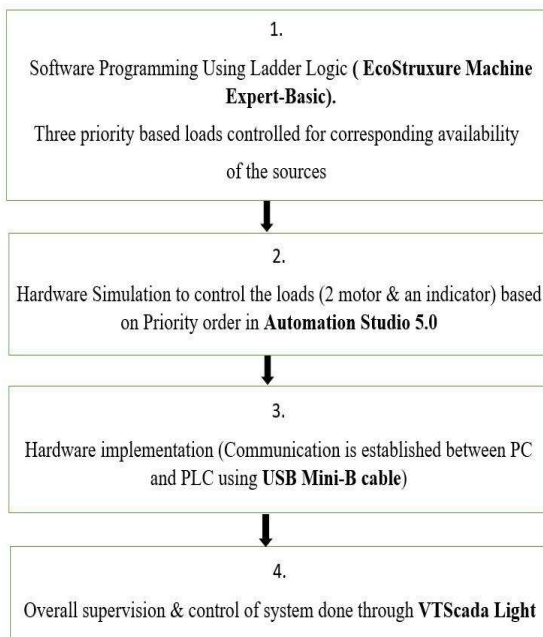 1.
Software Programming Using Ladder Logic ( EcoStruxure Machine
Expert-Basic).
Three priority based loads controlled for corresponding availability
of the sources
2.
Hardware Simulation to control the loads (2 motor & an indicator) based
on Priority order in Automation Studio 5.0
3.
Hardware implementation (Communication is established between PC
and PLC using USB Mini-B cable)
4.
Overall supervision & control of system done through VTScada Light